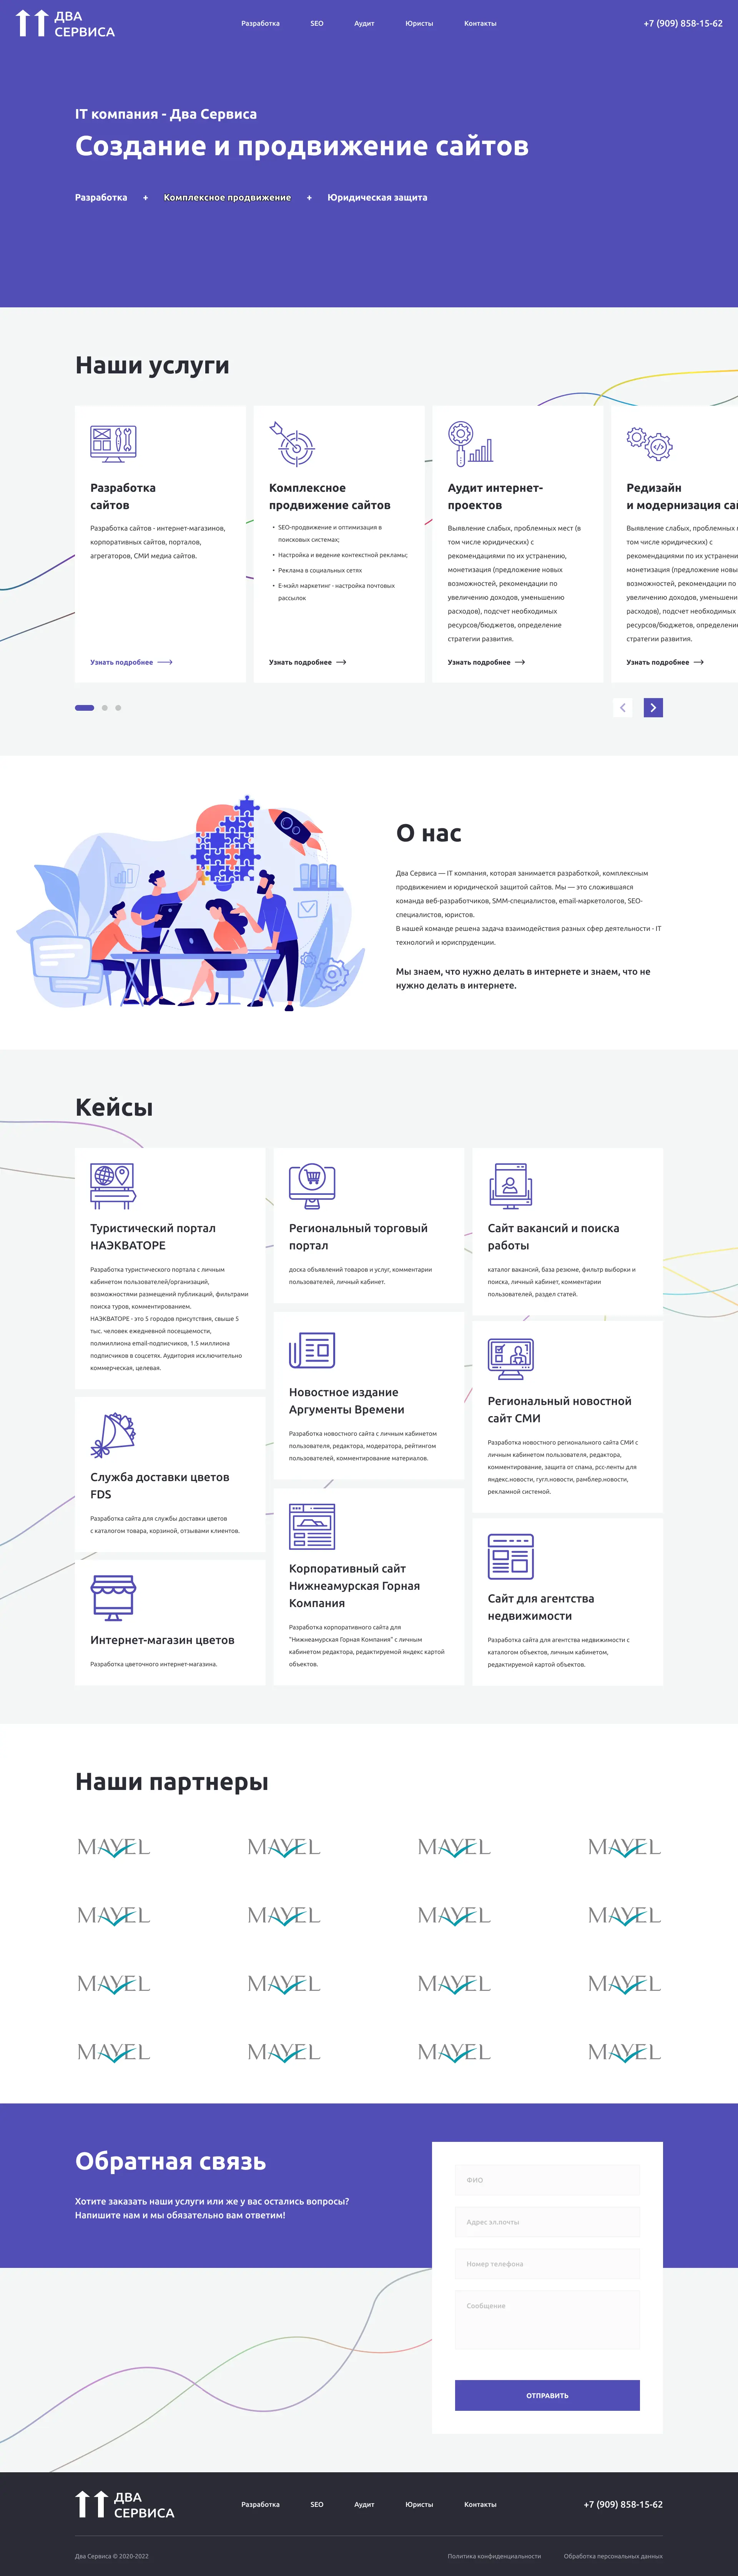 ДВА
СЕРВИСА
Разработка
SEO
Аудит
Юристы
Контакты
+7 (909) 858-15-62
IT компания - Два Сервиса
Создание и продвижение сайтов
Разработка + Комплексное продвижение + Юридическая защита
Наши услуги
Разработка
сайтов
Разработка сайтов - интернет-магазинов,
корпоративных сайтов, порталов,
агрегаторов, СМИ медиа сайтов.
Узнать подробнее
Комплексное
продвижение сайтов
• SEO-продвижение и оптимизация в
поисковых системах;
• Настройка и ведение контекстной рекламы;
• Реклама в социальных сетях
• E-мэйл маркетинг - настройка почтовых
рассылок
Узнать подробнее
Аудит интернет-
проектов
Выявление слабых, проблемных мест (в
том числе юридических) с
рекомендациями по их устранению,
монетизация (предложение новых
возможностей, рекомендации по
увеличению доходов, уменьшению
расходов), подсчет необходимых
ресурсов/бюджетов, определение
стратегии развития.
Узнать подробнее
Редизайн
и модернизация са
Выявление слабых, проблемных
том числе юридических) с
рекомендациями по их устранени
монетизация (предложение новы
возможностей, рекомендации по
увеличению доходов, уменьшени
расходов), подсчет необходимых
ресурсов/бюджетов, определени
стратегии развития.
Узнать подробнее
О нас
Два Сервиса — IT компания, которая занимается разработкой, комплексным
продвижением и юридической защитой сайтов. Мы — это сложившаяся
команда веб-разработчиков, SMM-специалистов, email-маркетологов, SEO-
специалистов, юристов.
В нашей команде решена задача взаимодействия разных сфер деятельности - IT
технологий и юриспруденции.
Мы знаем, что нужно делать в интернете и знаем, что не
нужно делать в интернете.
Кейсы
Туристический портал
НАЭКВАТОРЕ
Разработка туристического портала с личным
кабинетом пользователей/организаций,
возможностями размещений публикаций, фильтрами
поиска туров, комментированием.
НАЭКВАТОРЕ - это 5 городов присутствия, свыше 5
тыс. человек ежедневной посещаемости,
полмиллиона email-подписчиков, 1.5 миллиона
подписчиков в соцсетях. Аудитория исключительно
коммерческая, целевая.
Служба доставки цветов
FDS
Разработка сайта для службы доставки цветов
с каталогом товара, корзиной, отзывами клиентов.
Интернет-магазин цветов
Разработка цветочного интернет-магазина.
Региональный торговый
портал
доска объявлений товаров и услуг, комментарии
пользователей, личный кабинет.
Новостное издание
Аргументы Времени
Разработка новостного сайта с личным кабинетом
пользователя, редактора, модератора, рейтингом
пользователей, комментирование материалов.
Корпоративный сайт
Нижнеамурская Горная
Компания
Разработка корпоративного сайта для
"Нижнеамурская Горная Компания" с личным
кабинетом редактора, редактируемой яндекс картой
объектов.
Сайт вакансий и поиска
работы
каталог вакансий, база резюме, фильтр выборки и
поиска, личный кабинет, комментарии
пользователей, раздел статей.
Региональный новостной
сайт СМИ
Разработка новостного регионального сайта СМИ с
личным кабинетом пользователя, редактора,
комментирование, защита от спама, рсс-ленты для
яндекс.новости, гугл.новости, рамблер.новости,
рекламной системой.
Сайт для агентства
недвижимости
Разработка сайта для агентства недвижимости с
каталогом объектов, личным кабинетом,
редактируемой картой объектов.
Наши партнеры
MAYEL MAYEL MAYEL MAYEL
MAYEL MAYEL MAYEL MAYEL
MAYEL MAYEL MAYEL MAYEL
MAYEL MAYEL MAYEL MAYEL
Обратная связь
Хотите заказать наши услуги или же у вас остались вопросы?
Напишите нам и мы обязательно вам ответим!
ФИО
Адрес эл.почты
Номер телефона
Сообщение
ОТПРАВИТЬ
ДВА
СЕРВИСА
Разработка
SEO
Аудит
Юристы
Контакты
+7 (909) 858-15-62
Два Сервиса © 2020-2022
Политика конфиденциальности
Обработка персональных данных